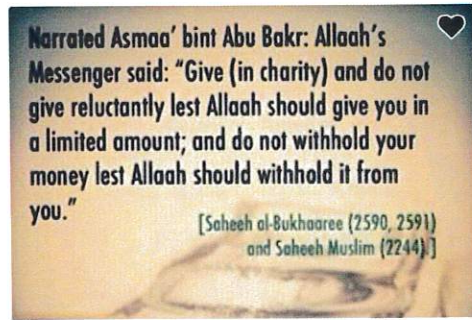 Narrated Asmaa’ bint Abu Bakr: Allaah’s
Messenger said: “Give (in charity) and do not
give reluctantly lest Allaah should give you in
a limited amount; and do not withhold your
money lest Allaah should withhold it from
you.”
[Saheeh al-Bukhaaree (2590, 2591)
and Saheeh Muslim (2244).]